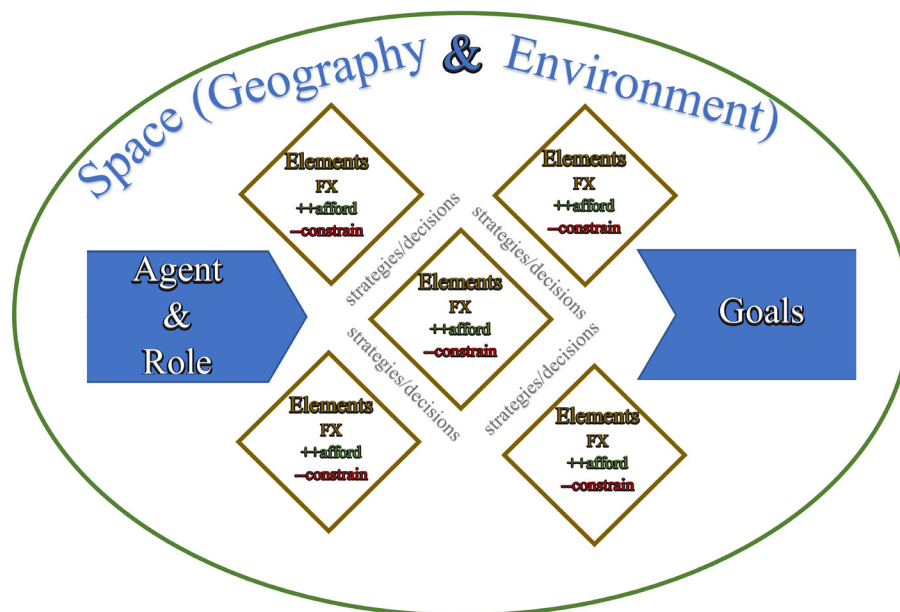 Space (Geography & Environment)
Elements
FX
++afford
--constrain
Elements
FX
++afford
--constrain
strategies/decisions
strategies/decisions
Agent
&
Role
Elements
FX
++afford
--constrain
Goals
strategies/decisions
strategies/decisions
Elements
FX
++afford
--constrain
Elements
FX
++afford
--constrain